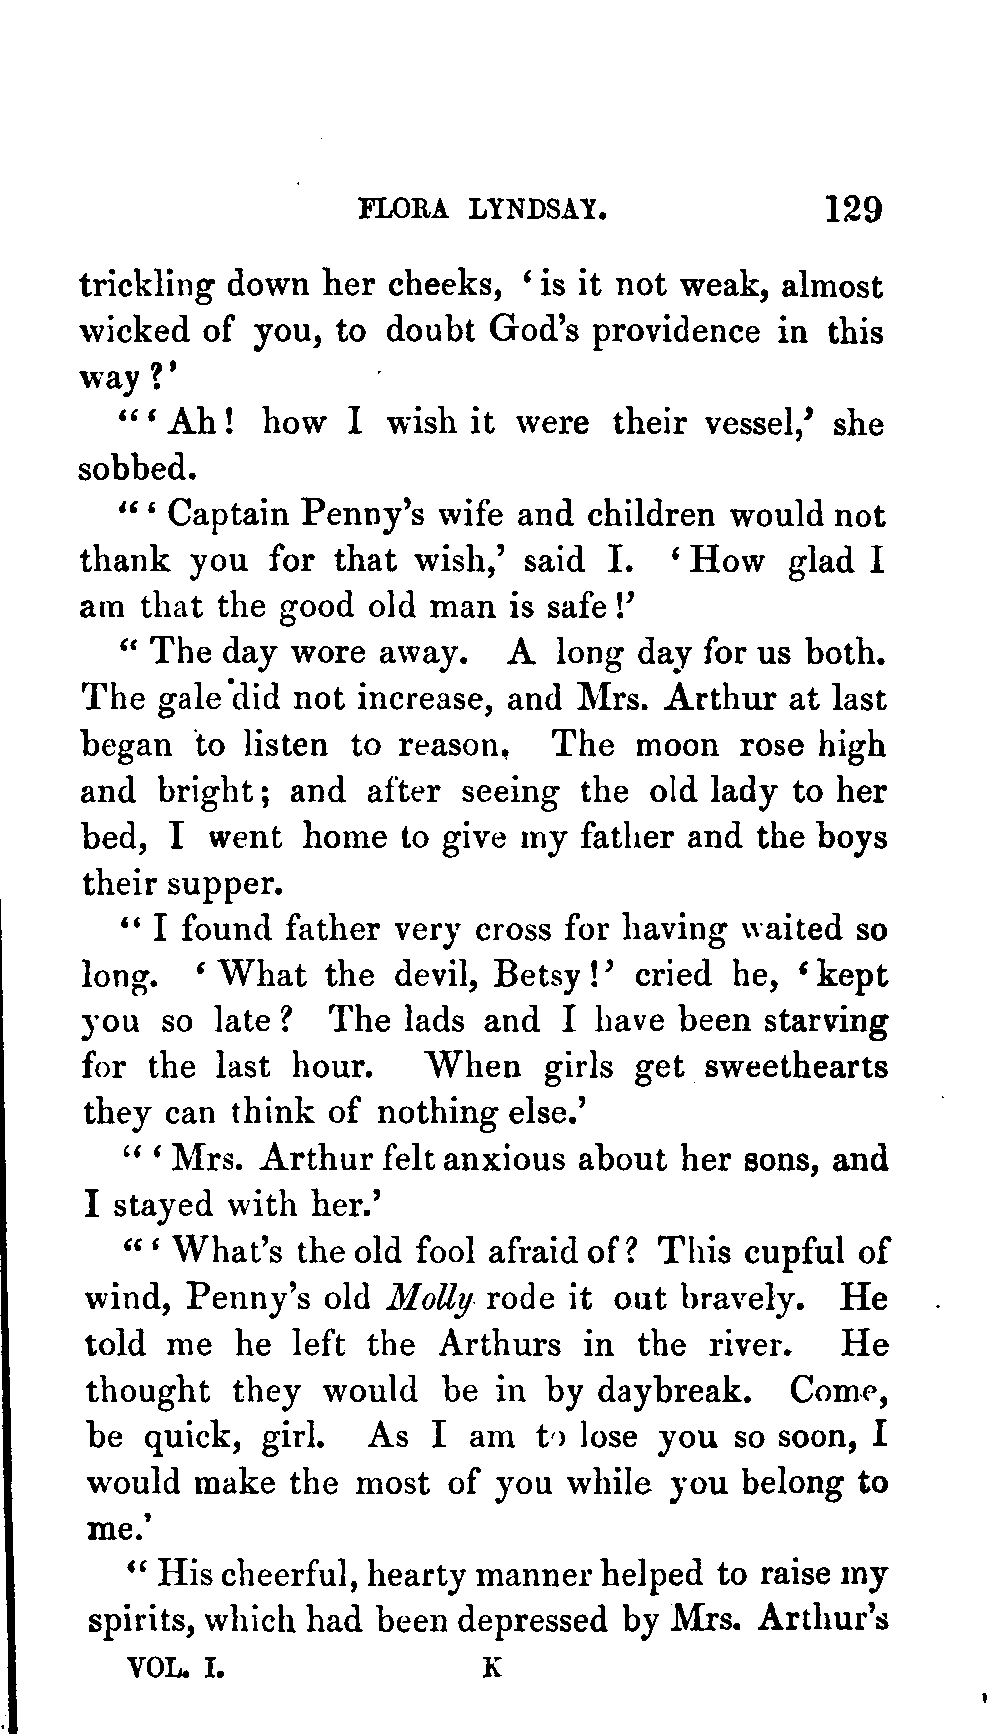 FLORA LYNDSAY. 129
trickling down her cheeks, ‘ is it not weak, almost
wicked of you, to doubt God’s providence in this
way ?’
“ ‘ Ah! how I wish it were their vessel,’ she
sobbed.
“ ‘ Captain Penny’s wife and children would not
thank you for that wish,’ said I. ‘ How glad I
am that the good old man is safe !’
“ The day wore away. A long day for us both.
The gale did not increase, and Mrs. Arthur at last
began to listen to reason, The moon rose high
and bright ; and after seeing the old lady to her
bed, I went home to give my father and the boys
their supper.
“ I found father very cross for having waited so
long. ‘ What the devil, Betsy !’ cried he, ‘ kept
you so late ? The lads and I have been starving
for the last hour. When girls get sweethearts
they can think of nothing else.’
“ ‘ Mrs. Arthur felt anxious about her sons, and
I stayed with her.’
“ ‘ What’s the old fool afraid of ? This cupful of
wind, Penny’s old Molly rode it out bravely. He
told me he left the Arthurs in the river. He
thought they would be in by daybreak. Come,
be quick, girl. As I am to lose you so soon, I
would make the most of you while you belong to
me.’
“ His cheerful, hearty manner helped to raise my
spirits, which had been depressed by Mrs. Arthur’s
VOL. I. K